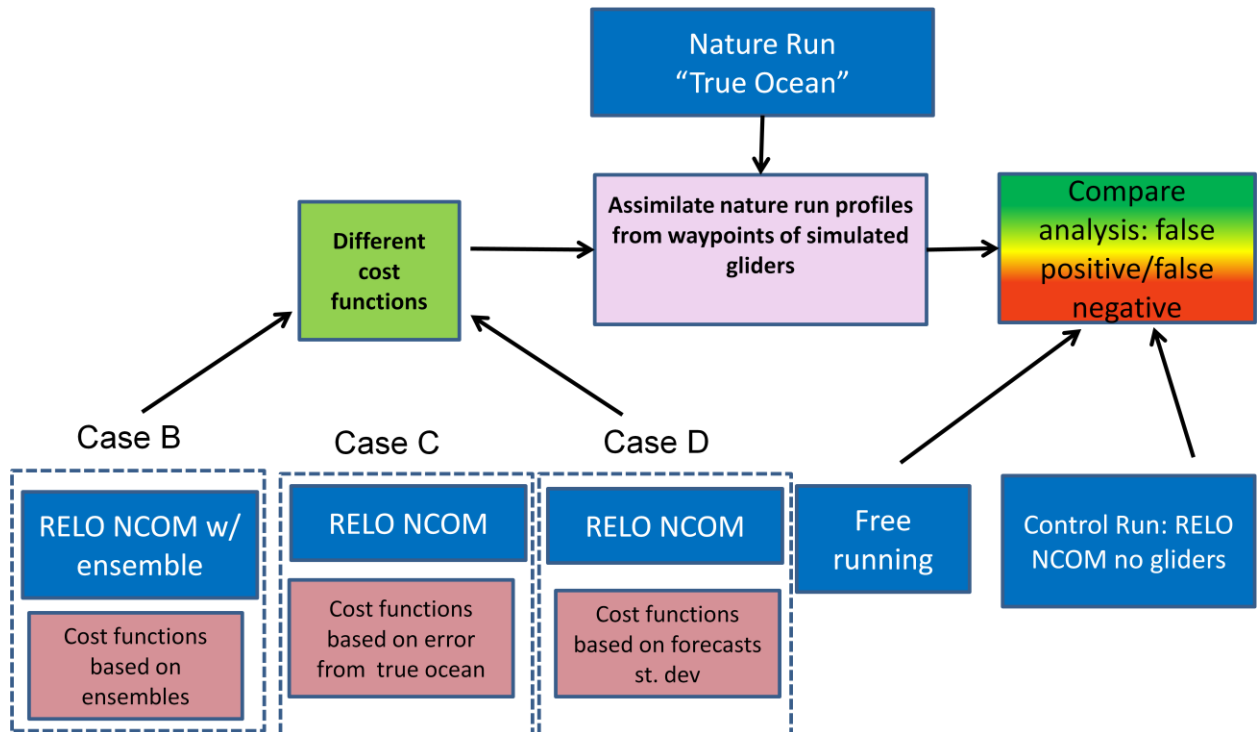 Nature Run
“True Ocean”
Different
cost
functions
Assimilate nature run profiles
from waypoints of simulated
gliders
Compare
analysis: false
positive/false
negative
Case B
Case C
Case D
RELO NCOM w/
ensemble
Cost functions
based on
ensembles
RELO NCOM
Cost functions
based on error
from true ocean
RELO NCOM
Cost functions
based on forecasts
st. dev
Free
running
Control Run: RELO
NCOM no gliders